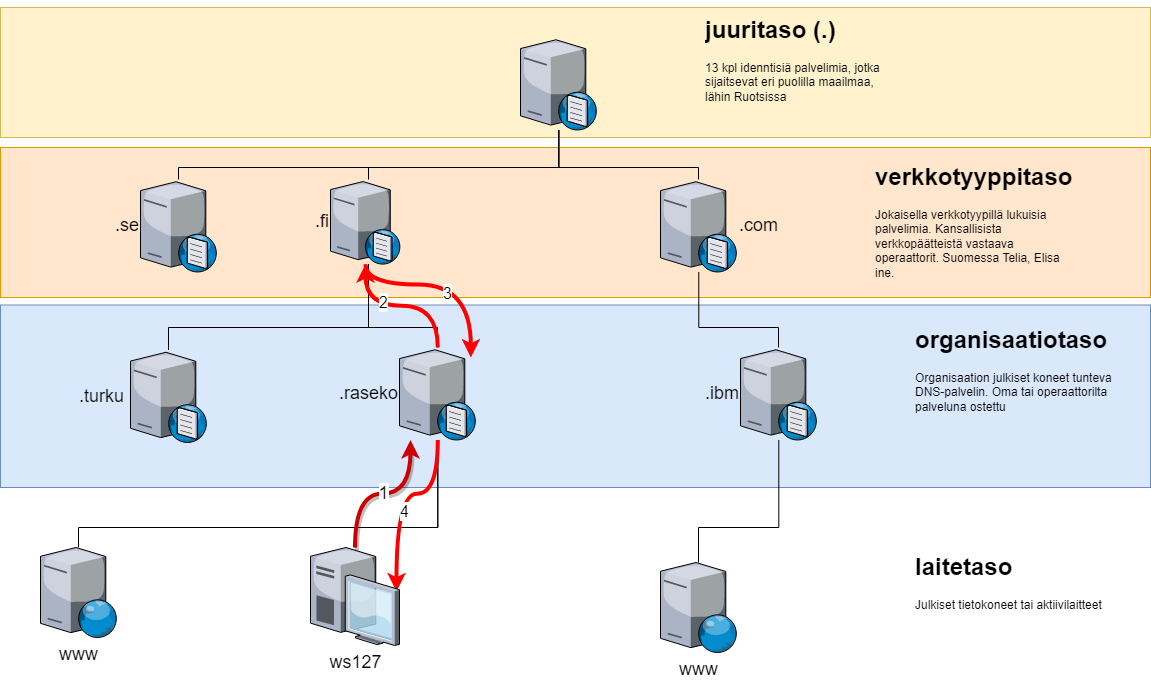 juuritaso (.)
13 kpl idenntisiä palvelimia, jotka
sijaitsevat eri puolilla maailmaa,
lähin Ruotsissa
verkkotyyppitaso
Jokaisella verkkotyypillä lukuisia
palvelimia. Kansallisista
verkkopäätteistä vastaava
operaattorit. Suomessa Telia, Elisa
ine.
.se
.fi
.com
3
2
organisaatiotaso
Organisaation julkiset koneet tunteva
DNS-palvelin. Oma tai operaattorilta
palveluna ostettu
.turku
.raseko
.ibm
1
4
laitetaso
Julkiset tietokoneet tai aktiivilaitteet
www
ws127
www